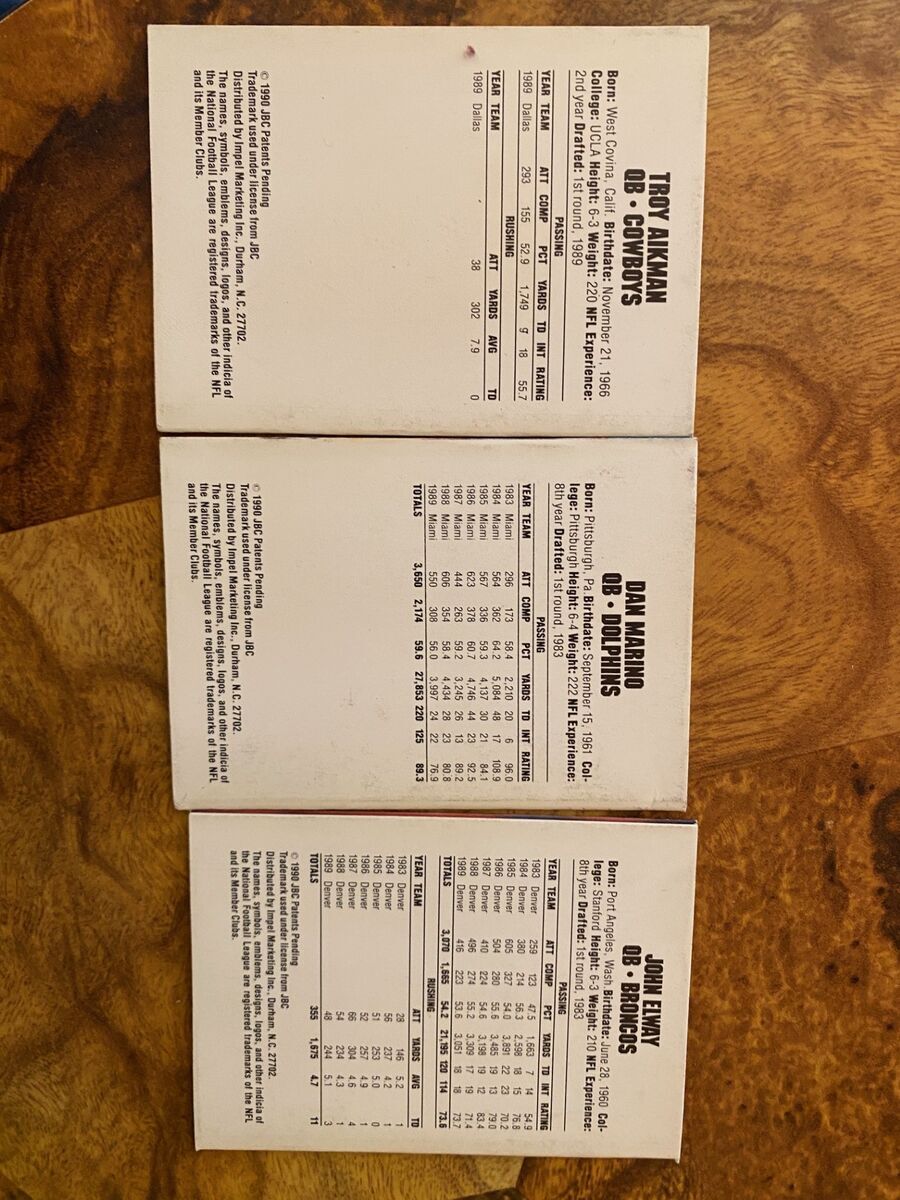 TROY AIKMAN
QB • COWBOYS
Born: West Covina, Calif. Birthdate: November 21, 1966
College: UCLA Height: 6-3 Weight: 220 NFL Experience:
2nd year Drafted: 1st round, 1989
PASSING
YEAR TEAM ATT COMP PCT YARDS TD INT RATING
1989 Dallas 293 155 52.9 1,749 9 18 55.7
RUSHING
YEAR TEAM ATT YARDS AVG TD
1989 Dallas 38 302 7.9 0
© 1990 JBC Patents Pending
Trademark used under license from JBC
Distributed by Impel Marketing Inc., Durham, N.C. 27702.
The names, symbols, emblems, designs, logos, and other indicia of
the National Football League are registered trademarks of the NFL
and its Member Clubs.
DAN MARINO
QB • DOLPHINS
Born: Pittsburgh, Pa. Birthdate: September 15, 1961 Col-
lege: Pittsburgh Height: 6-4 Weight: 222 NFL Experience:
8th year Drafted: 1st round, 1983
PASSING
YEAR TEAM ATT COMP PCT YARDS TD INT RATING
1983 Miami 296 173 58.4 2,210 20 6 96.0
1984 Miami 564 362 64.2 5,084 48 17 108.9
1985 Miami 567 336 59.3 4,137 30 21 84.1
1986 Miami 623 378 60.7 4,746 44 23 92.5
1987 Miami 444 263 59.2 3,245 26 13 89.2
1988 Miami 606 354 58.4 4,434 28 23 80.8
1989 Miami 550 308 56.0 3,997 24 22 76.9
TOTALS 3,650 2,174 59.6 27,853 220 125 89.3
© 1990 JBC Patents Pending
Trademark used under license from JBC
Distributed by Impel Marketing Inc., Durham, N.C. 27702.
The names, symbols, emblems, designs, logos, and other indicia of
the National Football League are registered trademarks of the NFL
and its Member Clubs.
JOHN ELWAY
QB • BRONCOS
Born: Port Angeles, Wash. Birthdate: June 28, 1960 Col-
lege: Stanford Height: 6-3 Weight: 210 NFL Experience:
8th year Drafted: 1st round, 1983
PASSING
YEAR TEAM ATT COMP PCT YARDS TD INT RATING
1983 Denver 259 123 47.5 1,663 7 14 54.9
1984 Denver 380 214 56.3 2,598 18 15 76.8
1985 Denver 605 327 54.0 3,891 22 23 70.2
1986 Denver 504 280 55.6 3,485 19 13 79.0
1987 Denver 410 224 54.6 3,198 19 12 83.4
1988 Denver 496 274 55.2 3,309 17 19 71.4
1989 Denver 416 223 53.6 3,051 18 18 73.7
TOTALS 3,070 1,665 54.2 21,195 120 114 73.6
RUSHING
YEAR TEAM ATT YARDS AVG TD
1983 Denver 28 146 5.2 1
1984 Denver 56 237 4.2 1
1985 Denver 51 253 5.0 0
1986 Denver 52 257 4.9 1
1987 Denver 66 304 4.6 4
1988 Denver 54 234 4.3 1
1989 Denver 48 244 5.1 3
TOTALS 355 1,675 4.7 11
© 1990 JBC Patents Pending
Trademark used under license from JBC
Distributed by Impel Marketing Inc., Durham, N.C. 27702.
The names, symbols, emblems, designs, logos, and other indicia of
the National Football League are registered trademarks of the NFL
and its Member Clubs.